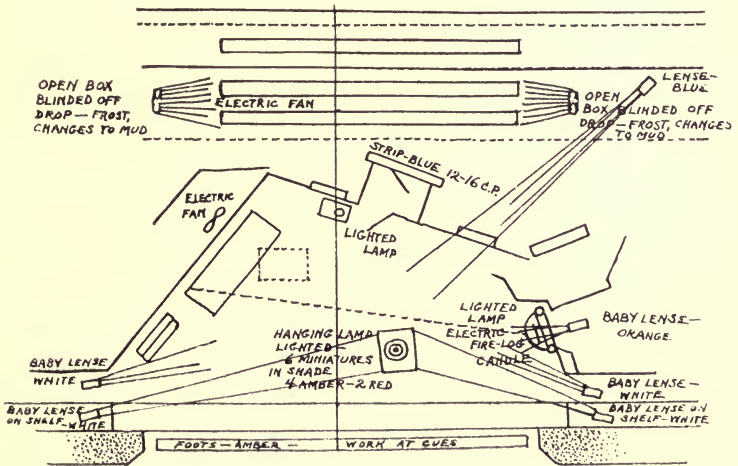 LENSE-
BLUE
OPEN BOX
BLINDED OFF
DROP — FROST,
CHANGES TO MUD
ELECTRIC FAN
OPEN
BOX BLINDED OFF
DROP — FROST, CHANGES
TO MUD
STRIP-BLUE 12-16 C.P.
ELECTRIC
FAN
LIGHTED
LAMP
LIGHTED
LAMP
ELECTRIC
FIRE-LOG
CANDLE
BABY LENSE —
ORANGE
HANGING LAMP
LIGHTED —
6 MINIATURES
IN SHADE
4 AMBER - 2 RED
BABY LENSE
WHITE
BABY LENSE -
WHITE
BABY LENSE
ON SHELF -
WHITE
BABY LENSE ON
SHELF - WHITE
FOOTS — AMBER — WORK AT CUES